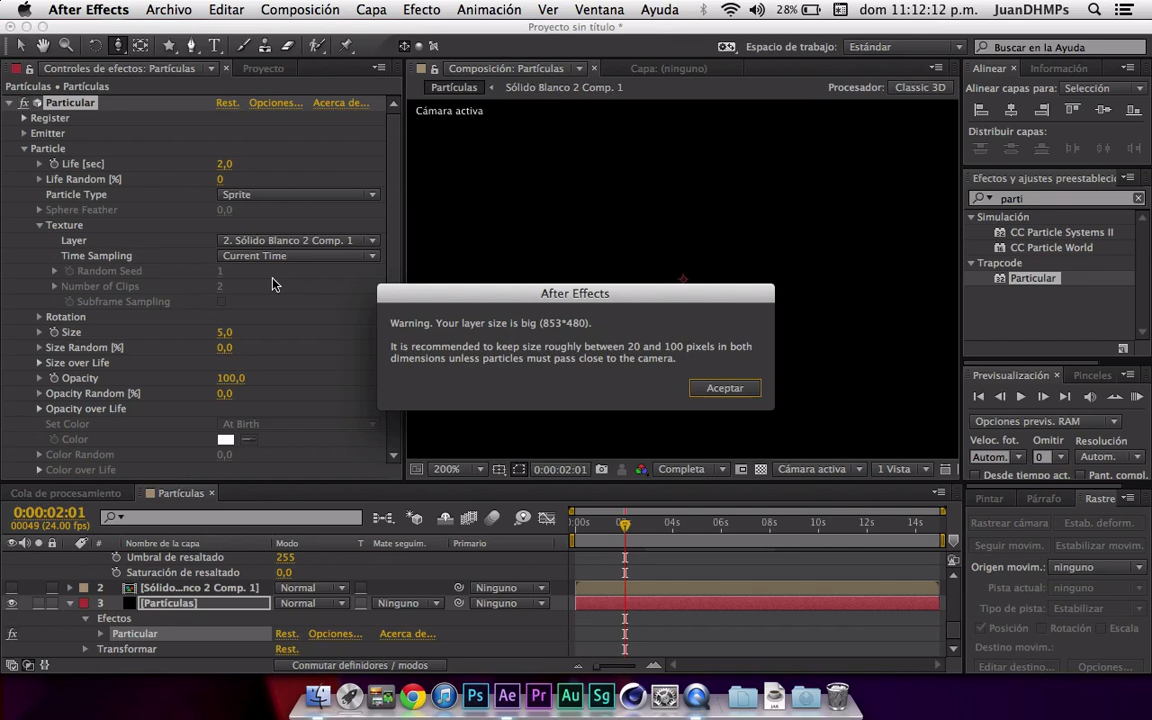 After Effects Archivo Editar Composición Capa Efecto Animación Ver Ventana Ayuda 28% dom 11:12:12 p.m. JuanDHMPs
Proyecto sin título *
Espacio de trabajo: Estándar Buscar en la Ayuda
Controles de efectos: Partículas Proyecto
Composición: Partículas Capa: (ninguno)
Alinear Información
Partículas • Partículas
Partículas Sólido Blanco 2 Comp. 1 Procesador: Classic 3D
Alinear capas: Selección
fx Particular Rest. Opciones... Acerca de...
Cámara activa
Register
Emitter
Particle
Distribuir capas:
Life [sec] 2,0
Life Random [%] 0
Efectos y ajustes preestableci
Particle Type Sprite
parti
Sphere Feather 0,0
Simulación
Texture
CC Particle Systems II
Layer 2. Sólido Blanco 2 Comp. 1
CC Particle World
Time Sampling Current Time
Trapcode
Random Seed 1
Particular
Number of Clips 2
Subframe Sampling
After Effects
Warning. Your layer size is big (853*480).
It is recommended to keep size roughly between 20 and 100 pixels in both
dimensions unless particles must pass close to the camera.
Aceptar
Rotation
Size 5,0
Size Random [%] 0,0
Size over Life
Opacity 100,0
Opacity Random [%] 0,0
Opacity over Life
Set Color At Birth
Color
Color Random 0,0
Color over Life
Previsualización Pinceles
Opciones previs. RAM
Veloc. fot. Omitir Resolución
Autom. 0 Autom.
Desde tiempo act. Pant. compl.
200% 0:00:02:01 Completa Cámara activa 1 Vista
Cola de procesamiento Partículas
Pintar Párrafo Rastre
0:00:02:01
00049 (24.00 fps)
:00s 04s 06s 08s 10s 12s 14s
Rastrear cámara Estab. deform.
# Nombre de la capa Modo T Mate seguim. Primario
Seguir movim. Estabilizar movim.
Umbral de resaltado 255
Origen movim.: ninguno
Saturación de resaltado 0,0
2 [Sólido...nco 2 Comp. 1] Normal Ninguno
Pista actual: ninguno
3 [Partículas] Normal Ninguno Ninguno
Tipo de pista: Estabilizar
Efectos
Posición Rotación Escala
fx Particular Rest. Opciones... Acerca de...
Destino movim.:
Transformar Rest.
Conmutar definidores / modos
Editar destino... Opciones...
Ps Ae Pr Au Sg
JAR